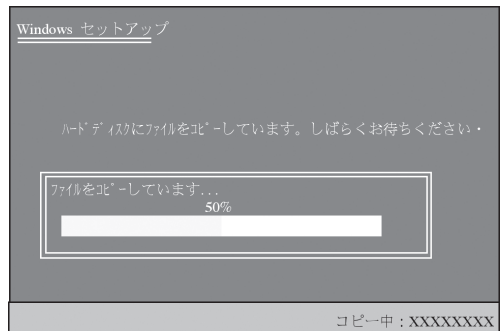 Windows セットアップ
ﾊｰﾄﾞﾃﾞｨｽｸにﾌｧｲﾙをｺﾋﾟｰしています。しばらくお待ちください・
ﾌｧｲﾙをｺﾋﾟｰしています...
50%
コピー中：XXXXXXXX